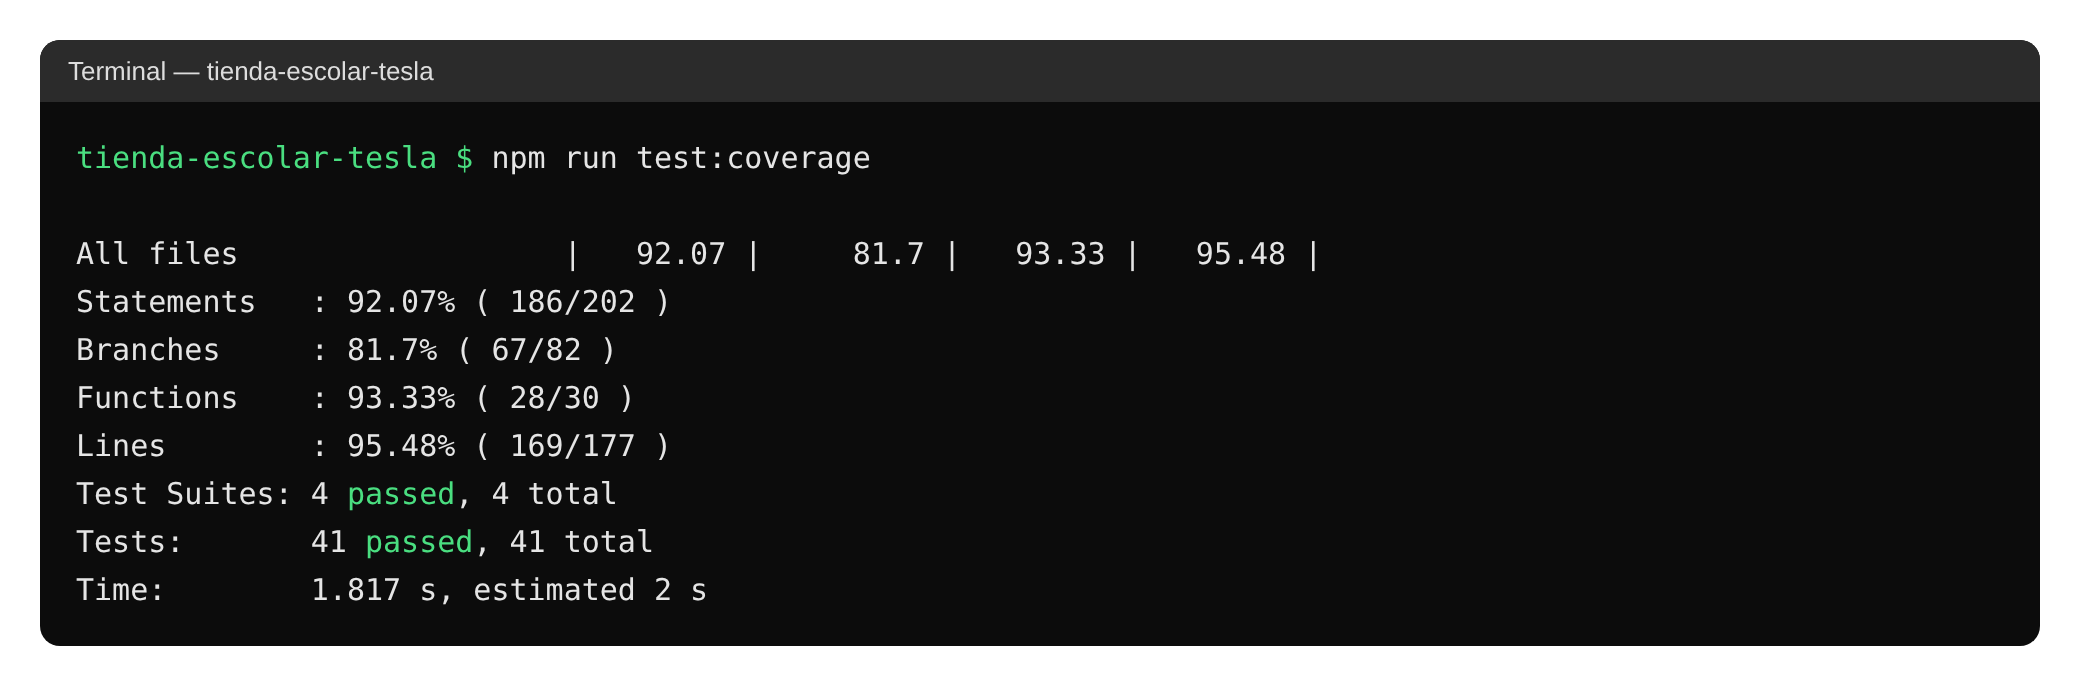 Terminal — tienda-escolar-tesla
tienda-escolar-tesla $ npm run test:coverage
All files                  |   92.07 |     81.7 |   93.33 |   95.48 |
Statements   : 92.07% ( 186/202 )
Branches     : 81.7% ( 67/82 )
Functions    : 93.33% ( 28/30 )
Lines        : 95.48% ( 169/177 )
Test Suites: 4 passed, 4 total
Tests:       41 passed, 41 total
Time:        1.817 s, estimated 2 s